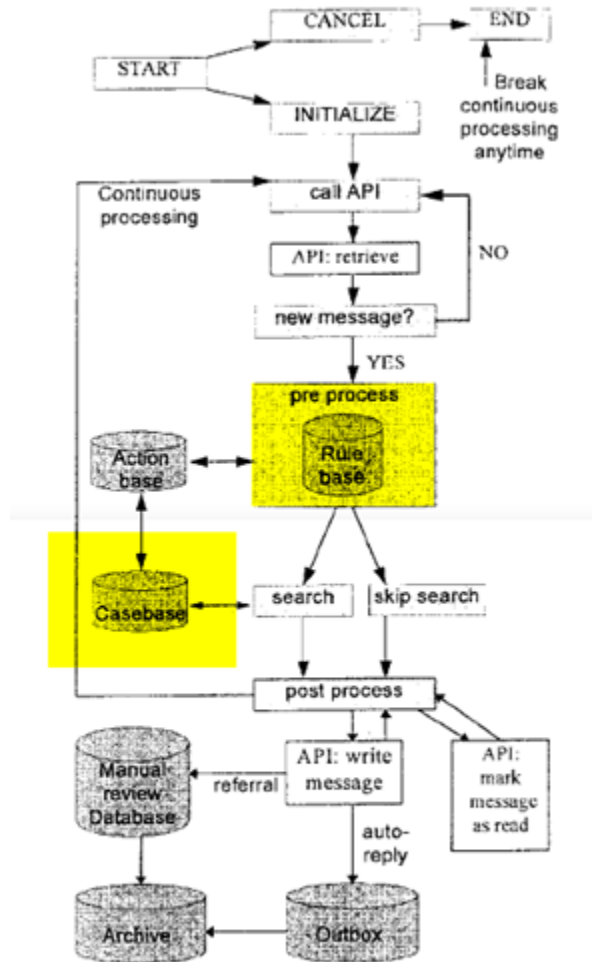 CANCEL
END
START
Break
continuous
processing
anytime
INITIALIZE
Continuous
processing
call API
API: retrieve
NO
new message?
YES
pre process
Rule
base
Action
base
Casebase
search
skip search
post process
API: write
message
API:
mark
message
as read
Manual
review
Database
referral
auto-
reply
Archive
Outbox